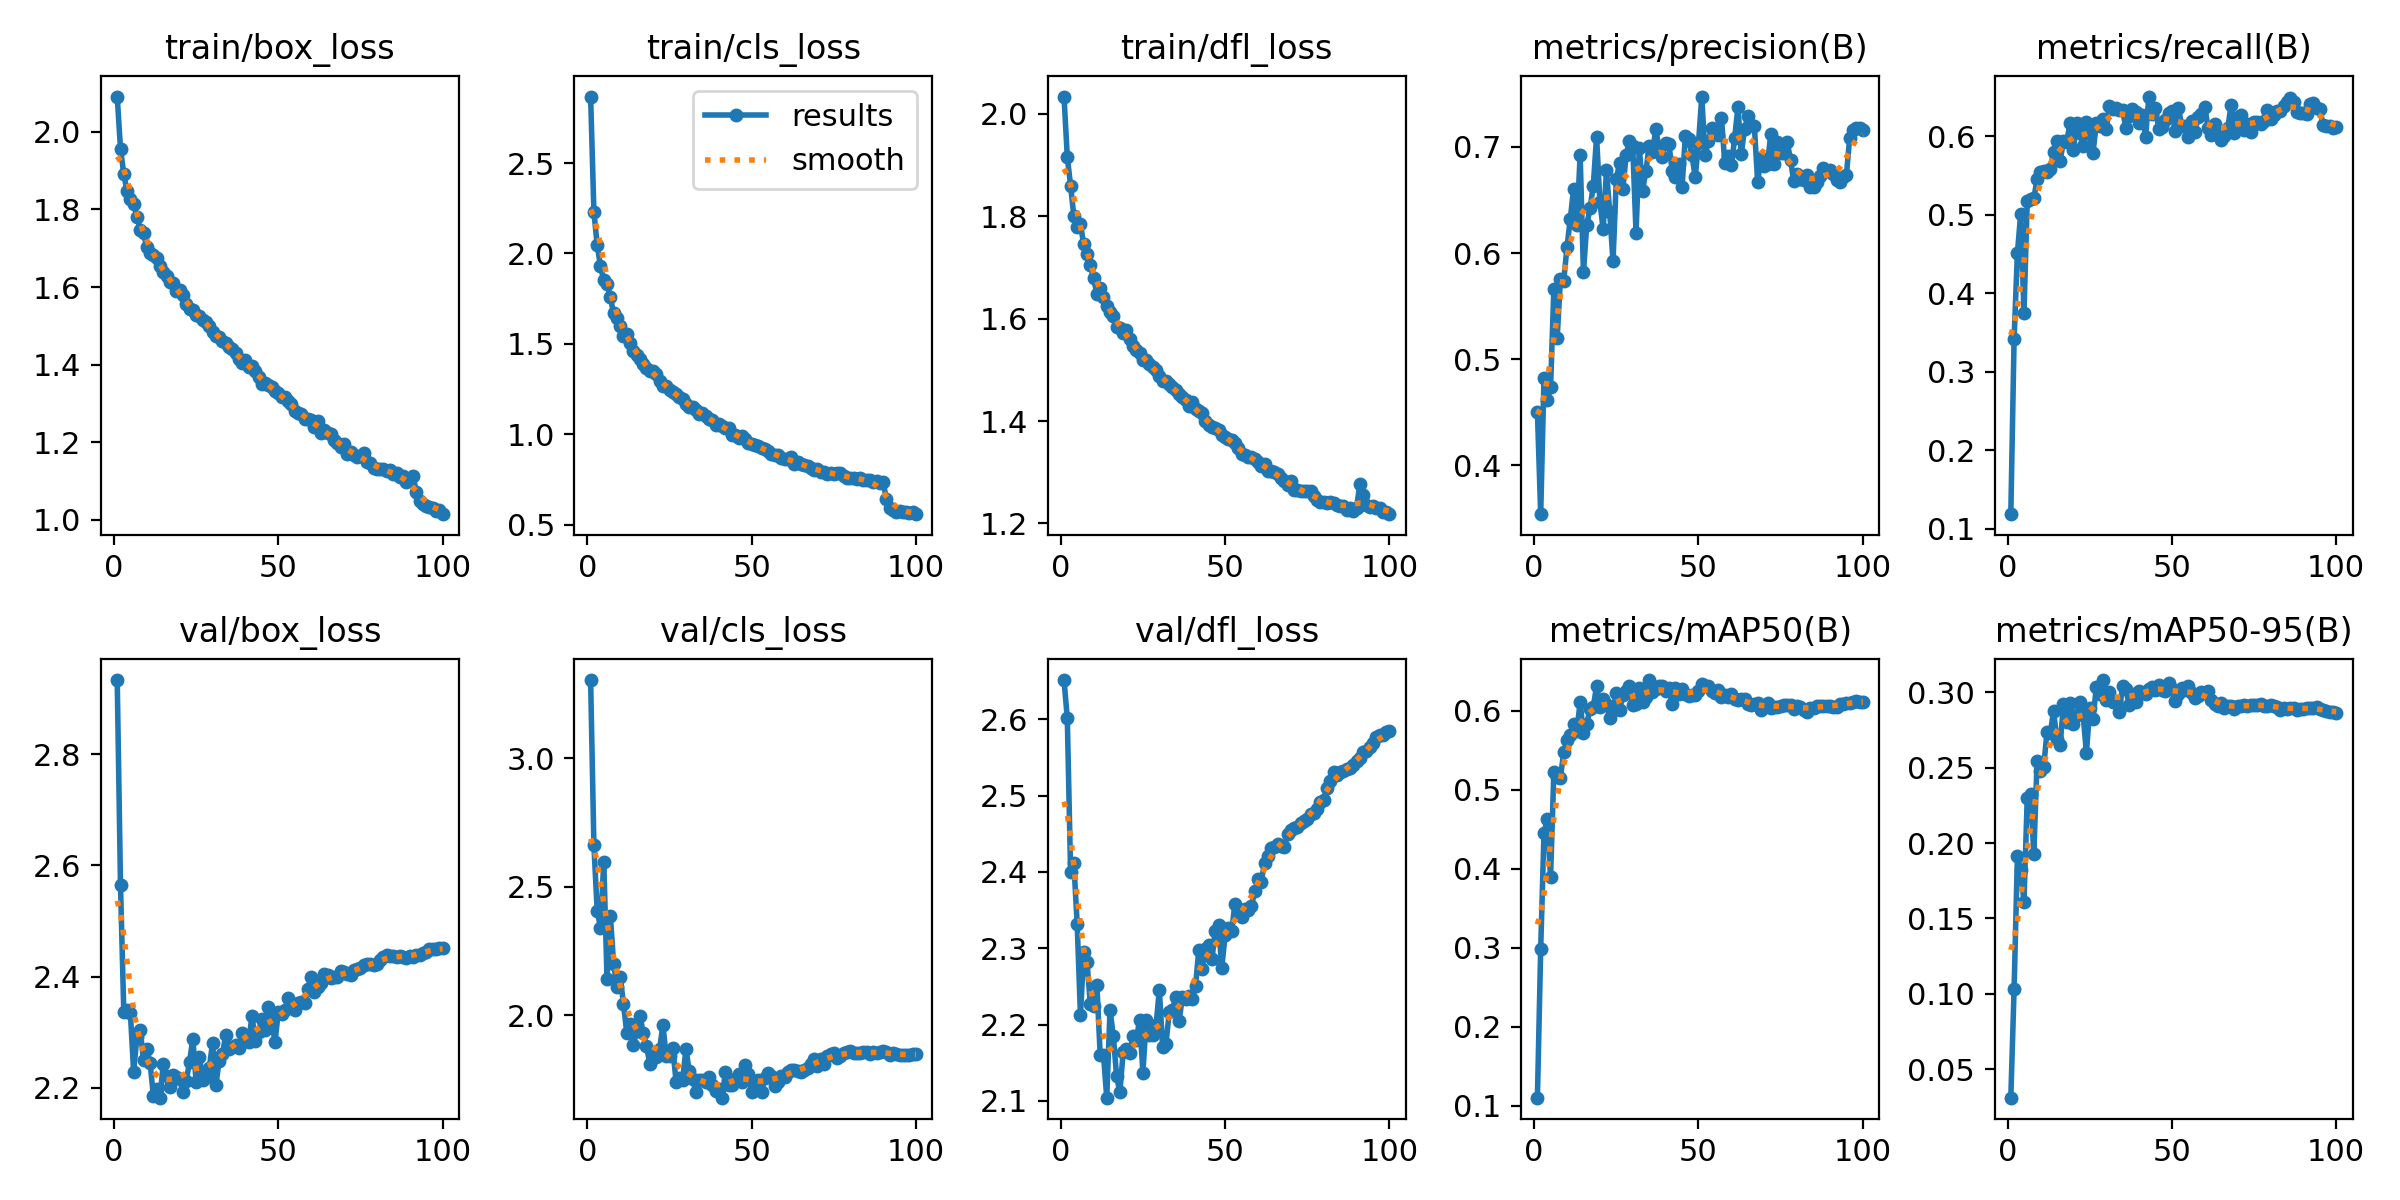 train/box_loss
train/cls_loss
train/dfl_loss
metrics/precision(B)
metrics/recall(B)
results
smooth
2.0
1.8
1.6
1.4
1.2
1.0
0 50 100
2.5
2.0
1.5
1.0
0.5
0 50 100
2.0
1.8
1.6
1.4
1.2
0 50 100
0.7
0.6
0.5
0.4
0 50 100
0.6
0.5
0.4
0.3
0.2
0.1
0 50 100
val/box_loss
val/cls_loss
val/dfl_loss
metrics/mAP50(B)
metrics/mAP50-95(B)
2.8
2.6
2.4
2.2
0 50 100
3.0
2.5
2.0
0 50 100
2.6
2.5
2.4
2.3
2.2
2.1
0 50 100
0.6
0.5
0.4
0.3
0.2
0.1
0 50 100
0.30
0.25
0.20
0.15
0.10
0.05
0 50 100